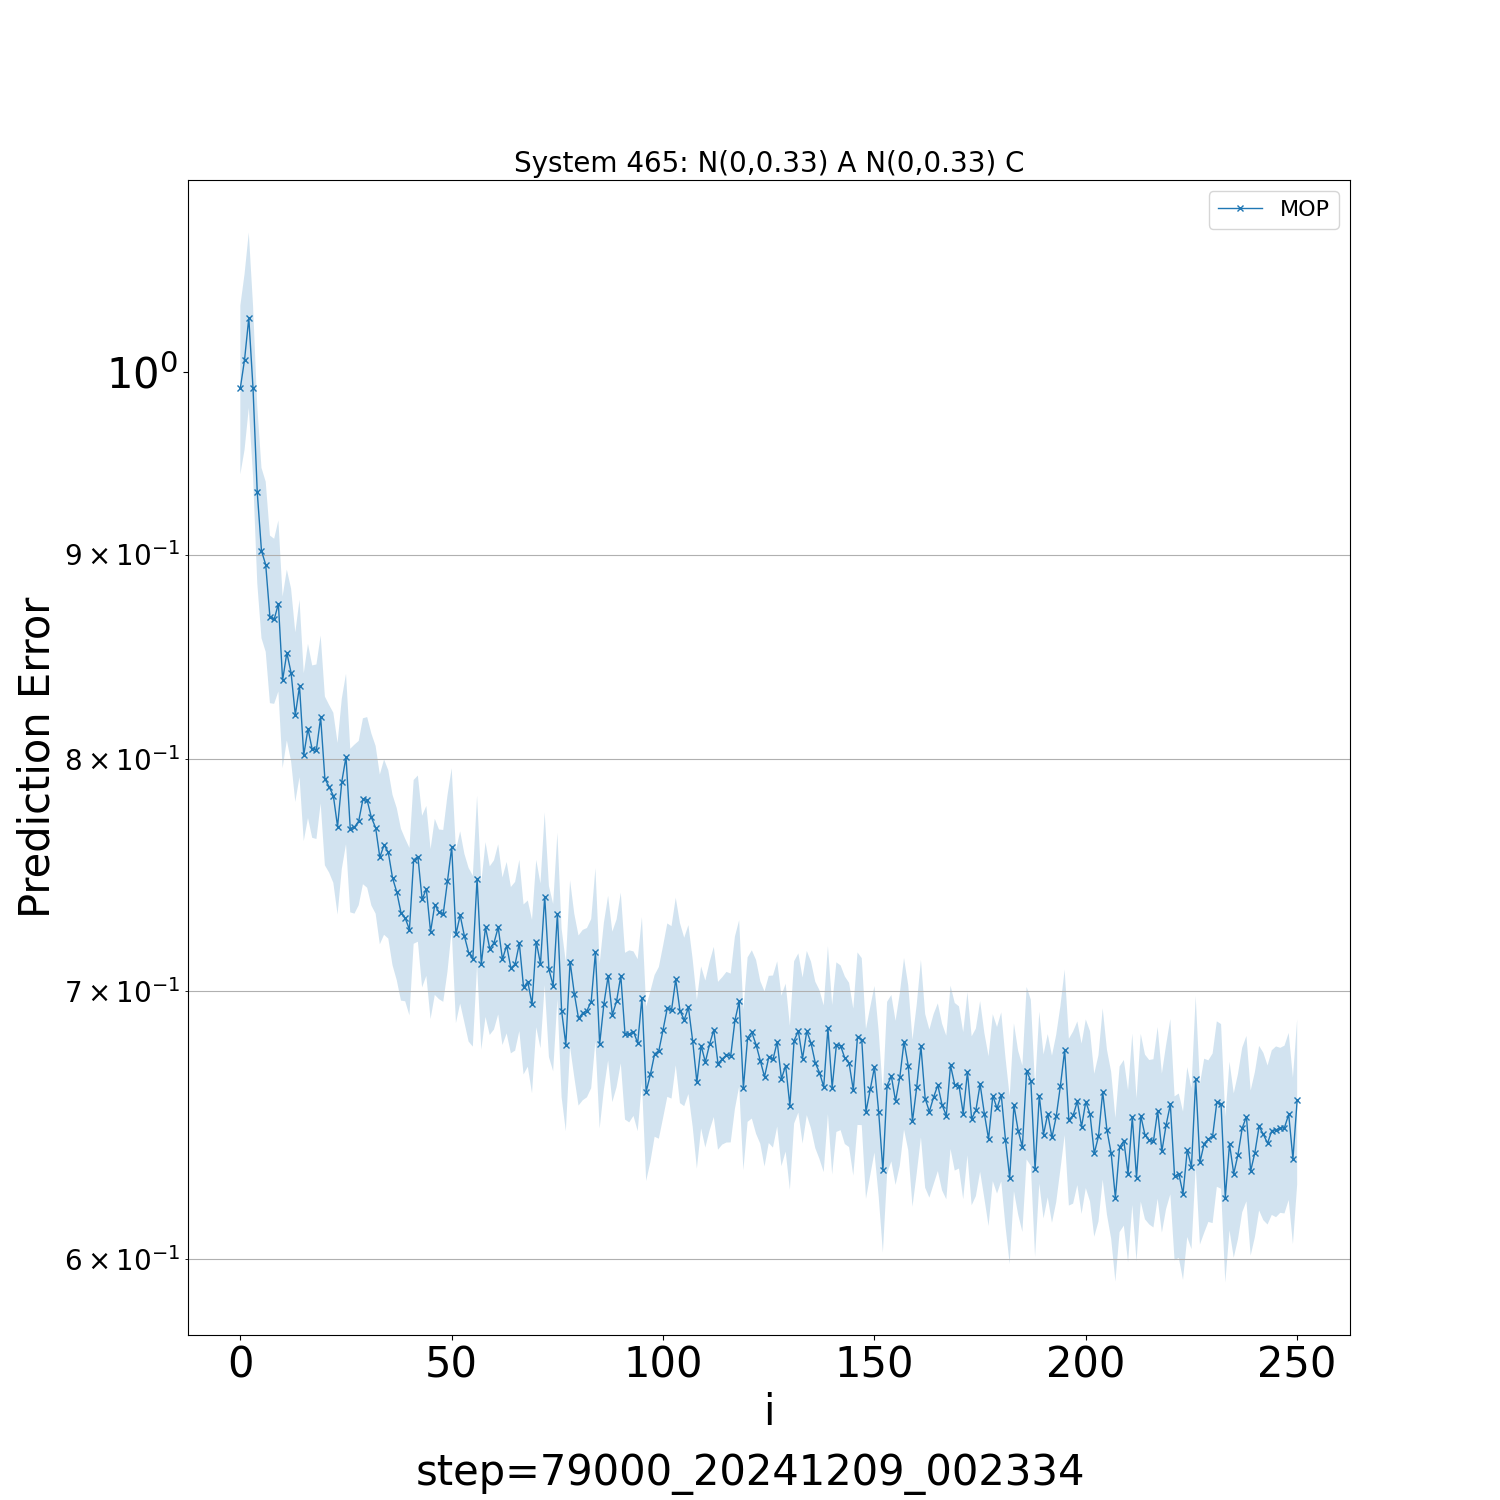 System 465: N(0,0.33) A N(0,0.33) C
MOP
10⁰
9 × 10⁻¹
8 × 10⁻¹
7 × 10⁻¹
6 × 10⁻¹
Prediction Error
0 50 100 150 200 250
i
step=79000_20241209_002334